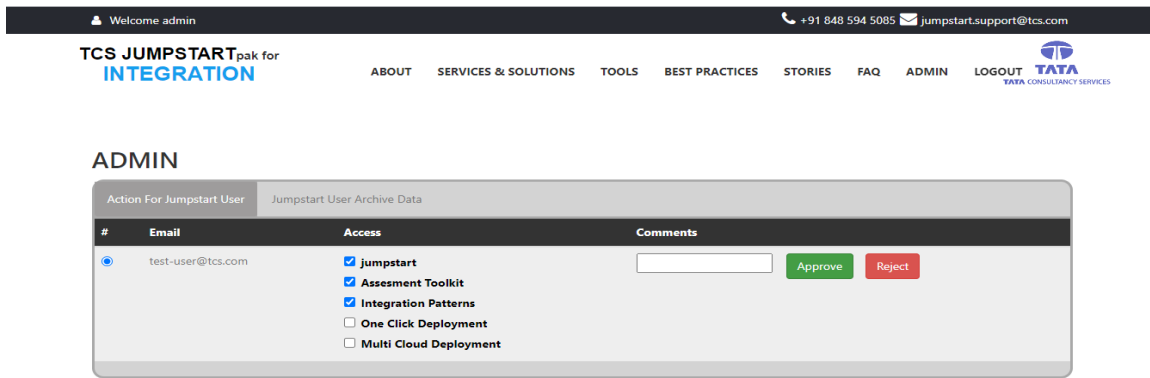 Welcome admin
+91 848 594 5085 jumpstart.support@tcs.com
TCS JUMPSTARTpak for
INTEGRATION
ABOUT SERVICES & SOLUTIONS TOOLS BEST PRACTICES STORIES FAQ ADMIN LOGOUT
TATA
TATA CONSULTANCY SERVICES
ADMIN
Action For Jumpstart User Jumpstart User Archive Data
# Email Access Comments
test-user@tcs.com jumpstart Approve Reject
Assesment Toolkit
Integration Patterns
One Click Deployment
Multi Cloud Deployment